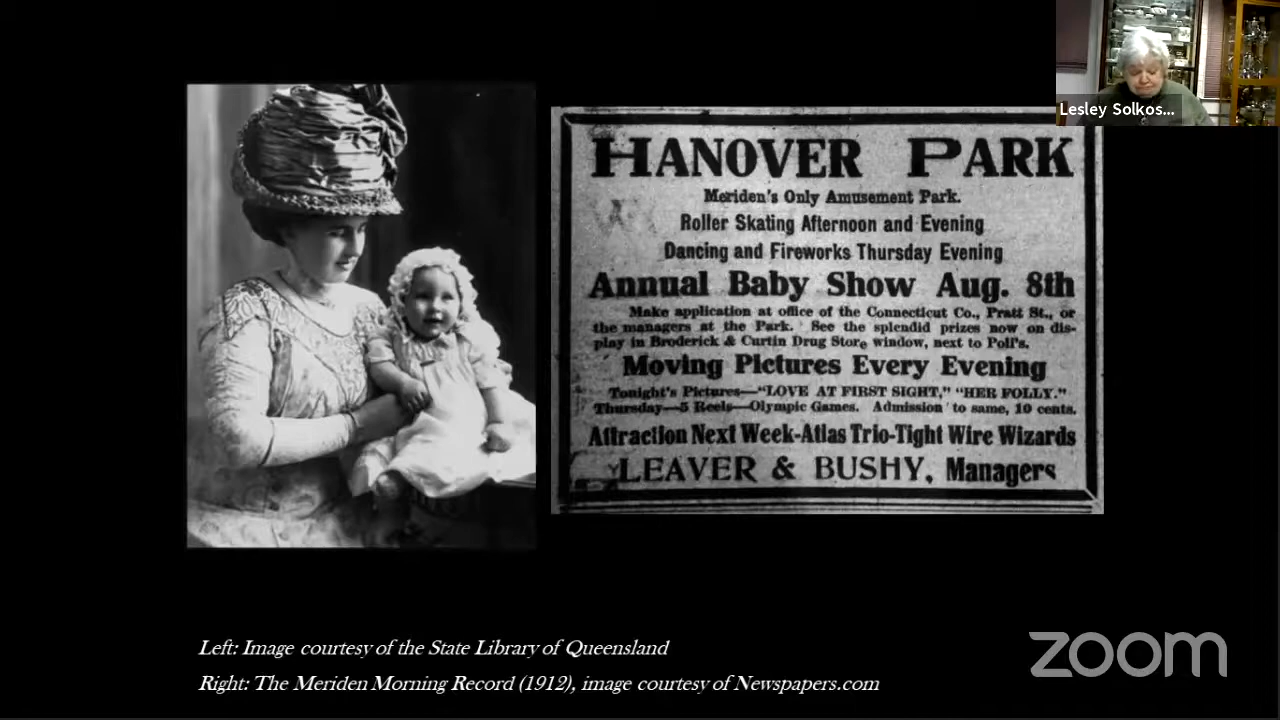 Lesley Solkos...
HANOVER PARK
Meriden's Only Amusement Park.
Roller Skating Afternoon and Evening
Dancing and Fireworks Thursday Evening
Annual Baby Show Aug. 8th
Make application at office of the Connecticut Co., Pratt St., or
the managers at the Park. See the splendid prizes now on dis-
play in Broderick & Curtin Drug Store window, next to Poli's.
Moving Pictures Every Evening
Tonight's Pictures—"LOVE AT FIRST SIGHT," "HER FOLLY."
Thursday—5 Reels—Olympic Games. Admission to same, 10 cents.
Attraction Next Week-Atlas Trio-Tight Wire Wizards
LEAVER & BUSHY, Managers
Left: Image courtesy of the State Library of Queensland
Right: The Meriden Morning Record (1912), image courtesy of Newspapers.com
zoom